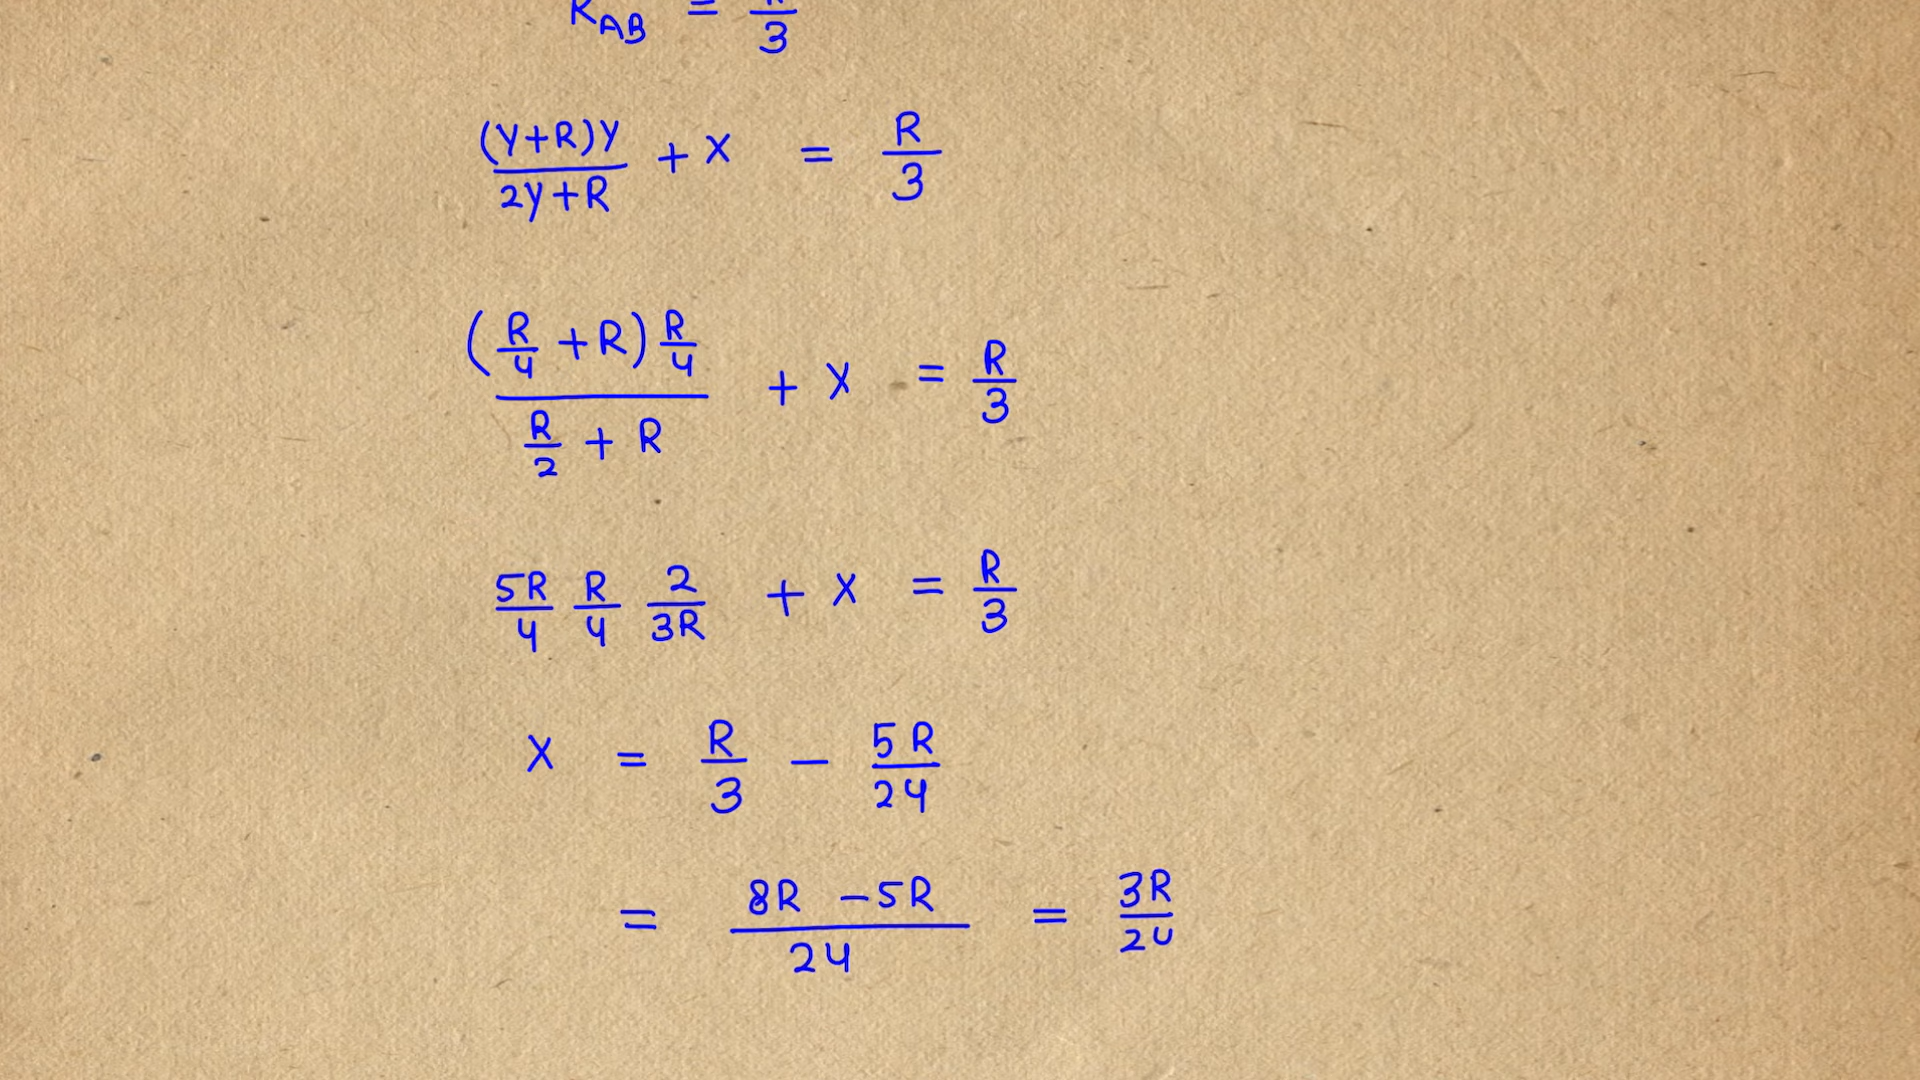 R_AB = R/3
(Y+R)Y/2Y+R + X = R/3
(R/4 + R) R/4 / R/2 + R + X = R/3
5R/4 R/4 2/3R + X = R/3
X = R/3 - 5R/24
= 8R - 5R/24 = 3R/24